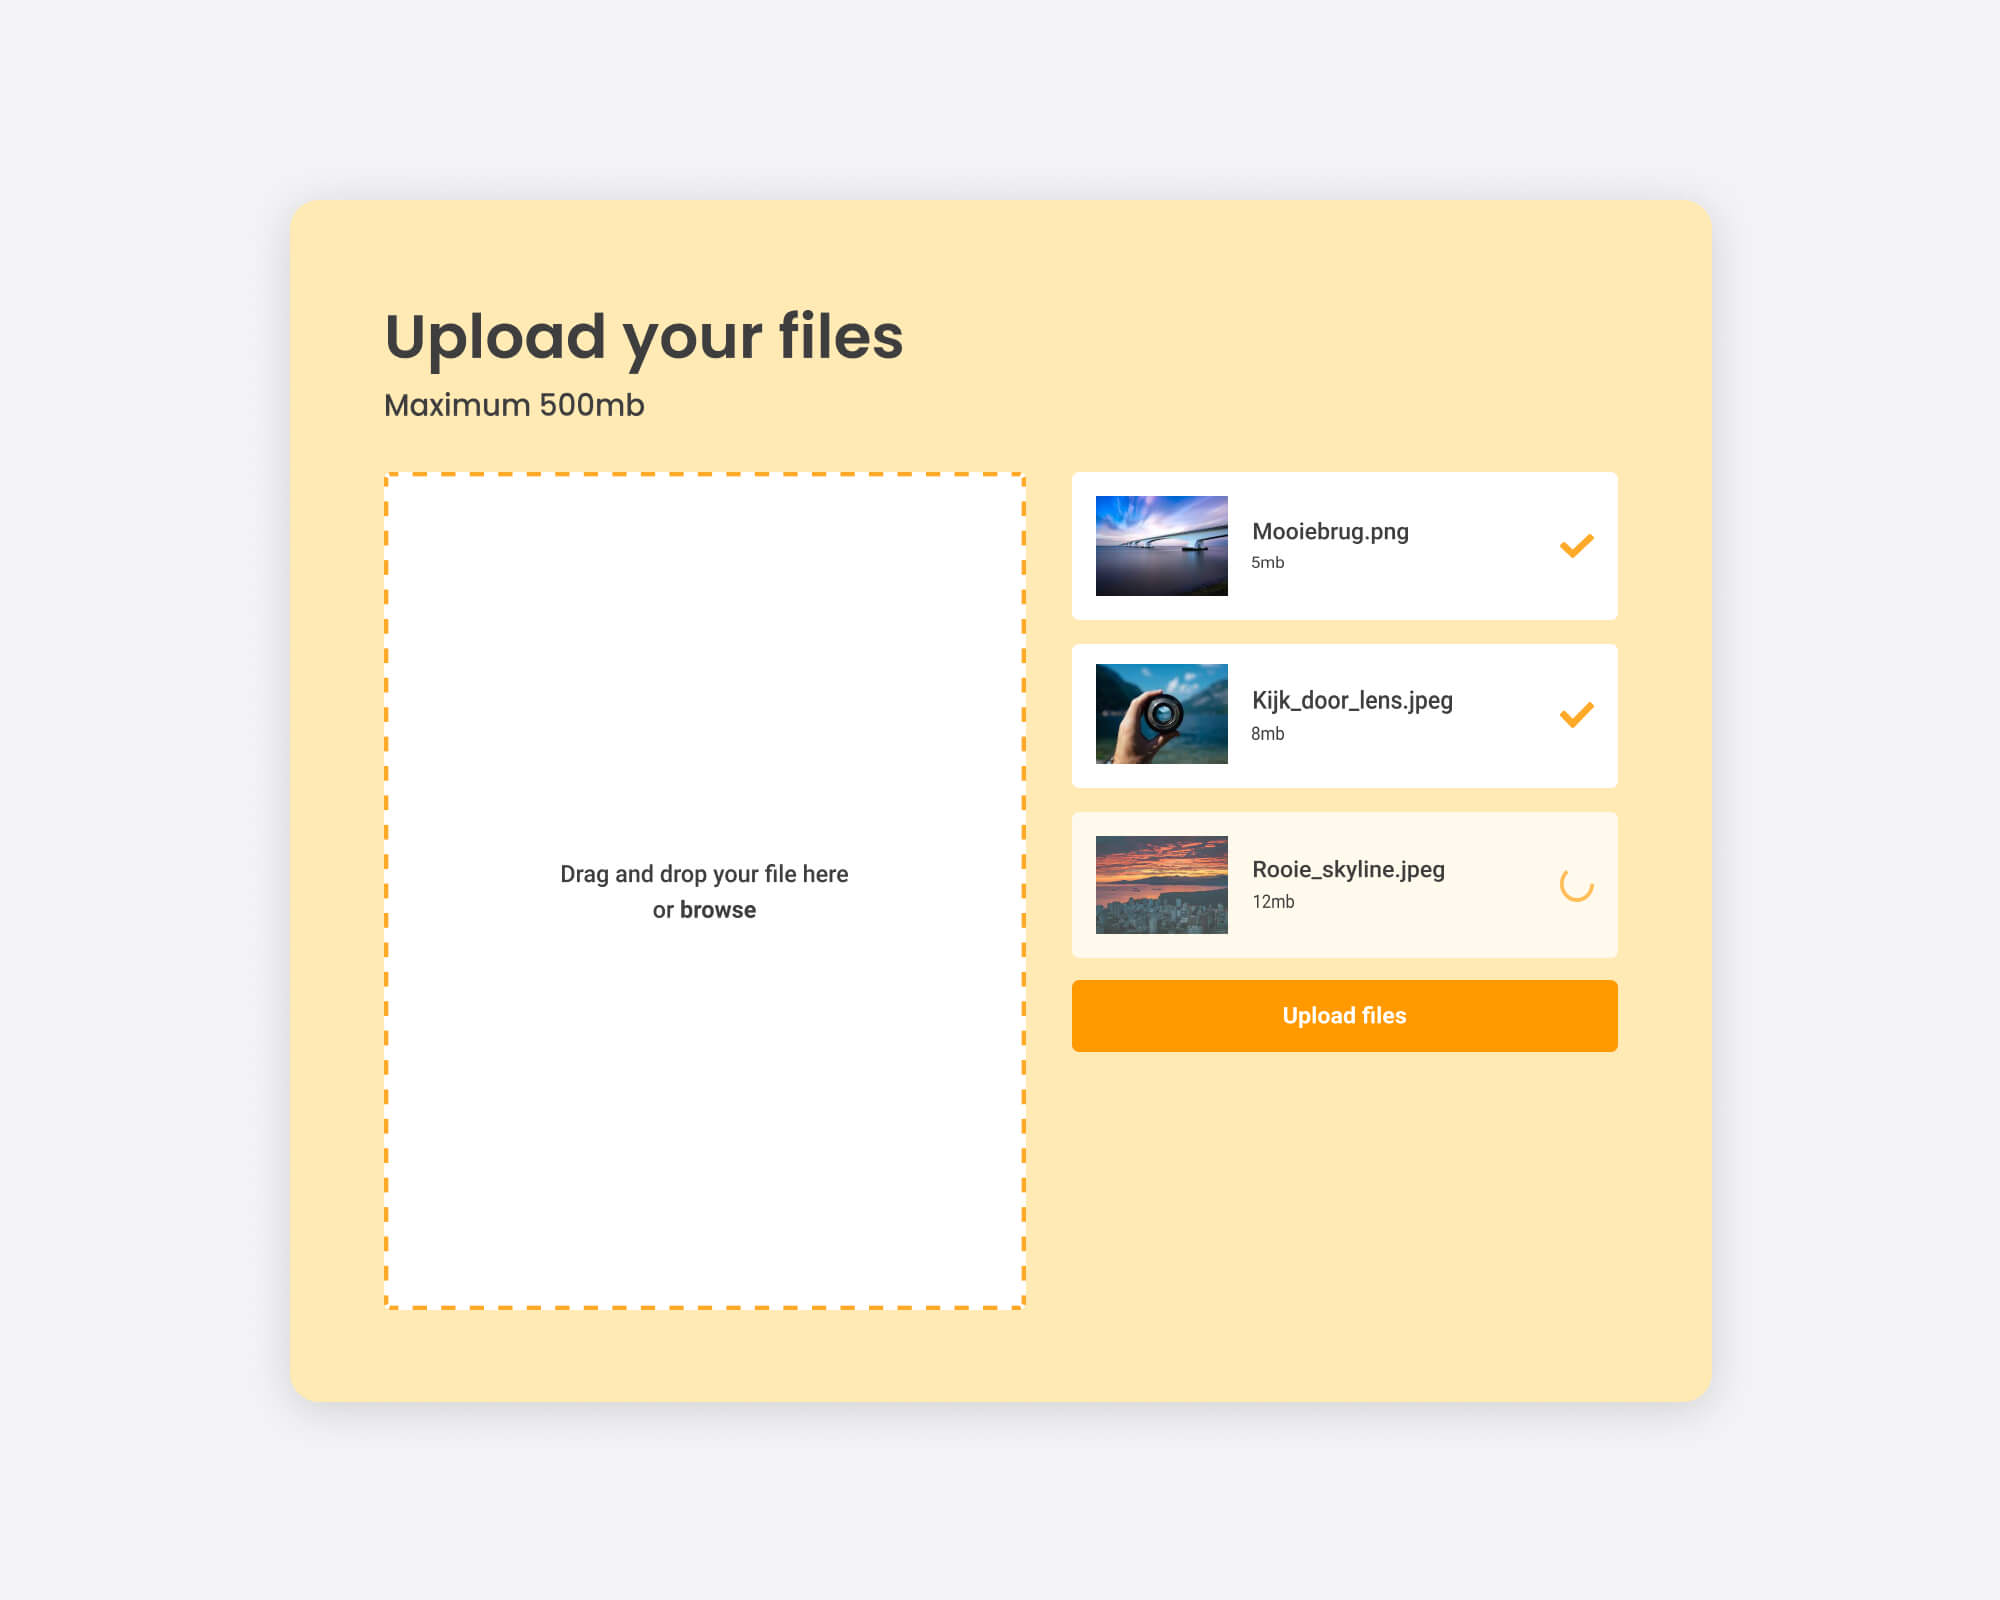 Upload your files
Maximum 500mb
Drag and drop your file here
or browse
Mooiebrug.png
5mb
Kijk_door_lens.jpeg
8mb
Rooie_skyline.jpeg
12mb
Upload files